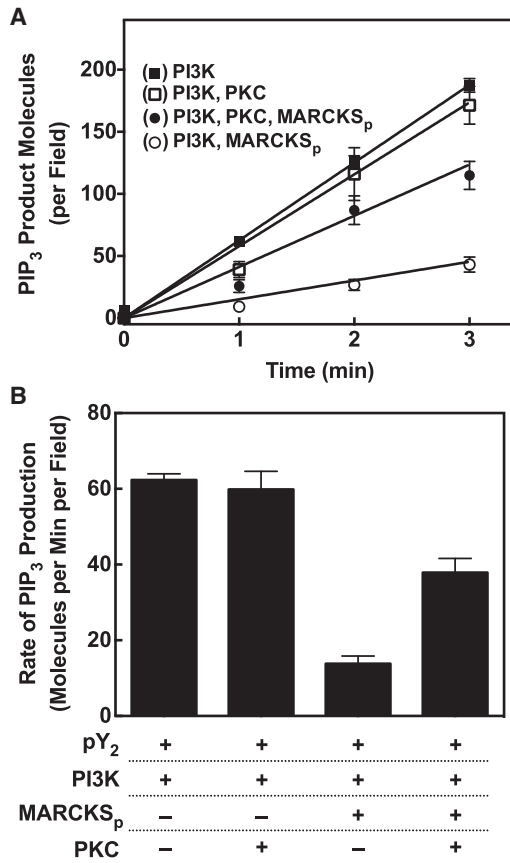 A
PIP3 Product Molecules
(per Field)
200
150
100
50
0
(■) PI3K
(□) PI3K, PKC
(●) PI3K, PKC, MARCKSp
(○) PI3K, MARCKSp
0 1 2 3
Time (min)
B
Rate of PIP3 Production
(Molecules per Min per Field)
80
60
40
20
0
pY2 + + + +
PI3K + + + +
MARCKSp − − + +
PKC − + − +